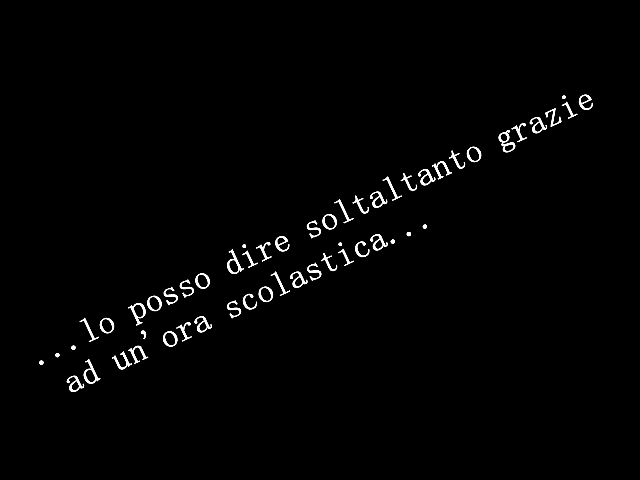 ...lo posso dire soltaltanto grazie
ad un'ora scolastica...